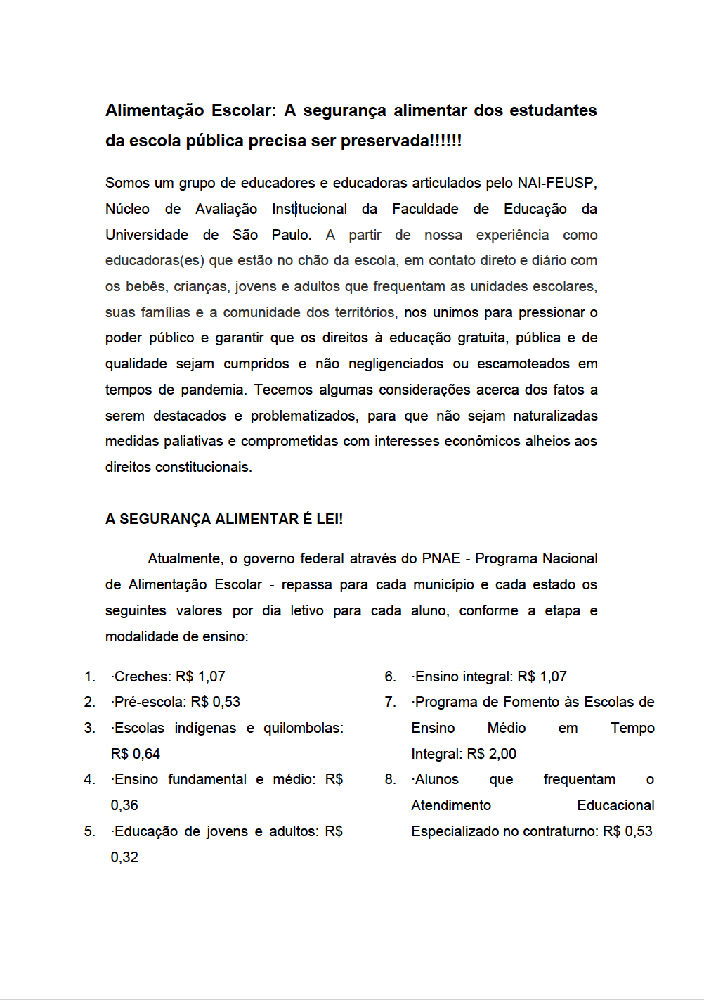 Alimentação Escolar: A segurança alimentar dos estudantes
da escola pública precisa ser preservada!!!!!!
Somos um grupo de educadores e educadoras articulados pelo NAI-FEUSP,
Núcleo de Avaliação Institucional da Faculdade de Educação da
Universidade de São Paulo. A partir de nossa experiência como
educadoras(es) que estão no chão da escola, em contato direto e diário com
os bebês, crianças, jovens e adultos que frequentam as unidades escolares,
suas famílias e a comunidade dos territórios, nos unimos para pressionar o
poder público e garantir que os direitos à educação gratuita, pública e de
qualidade sejam cumpridos e não negligenciados ou escamoteados em
tempos de pandemia. Tecemos algumas considerações acerca dos fatos a
serem destacados e problematizados, para que não sejam naturalizadas
medidas paliativas e comprometidas com interesses econômicos alheios aos
direitos constitucionais.
A SEGURANÇA ALIMENTAR É LEI!
Atualmente, o governo federal através do PNAE - Programa Nacional
de Alimentação Escolar - repassa para cada município e cada estado os
seguintes valores por dia letivo para cada aluno, conforme a etapa e
modalidade de ensino:
1. ·Creches: R$ 1,07
2. ·Pré-escola: R$ 0,53
3. ·Escolas indígenas e quilombolas:
R$ 0,64
4. ·Ensino fundamental e médio: R$
0,36
5. ·Educação de jovens e adultos: R$
0,32
6. ·Ensino integral: R$ 1,07
7. ·Programa de Fomento às Escolas de
Ensino Médio em Tempo
Integral: R$ 2,00
8. ·Alunos que frequentam o
Atendimento Educacional
Especializado no contraturno: R$ 0,53